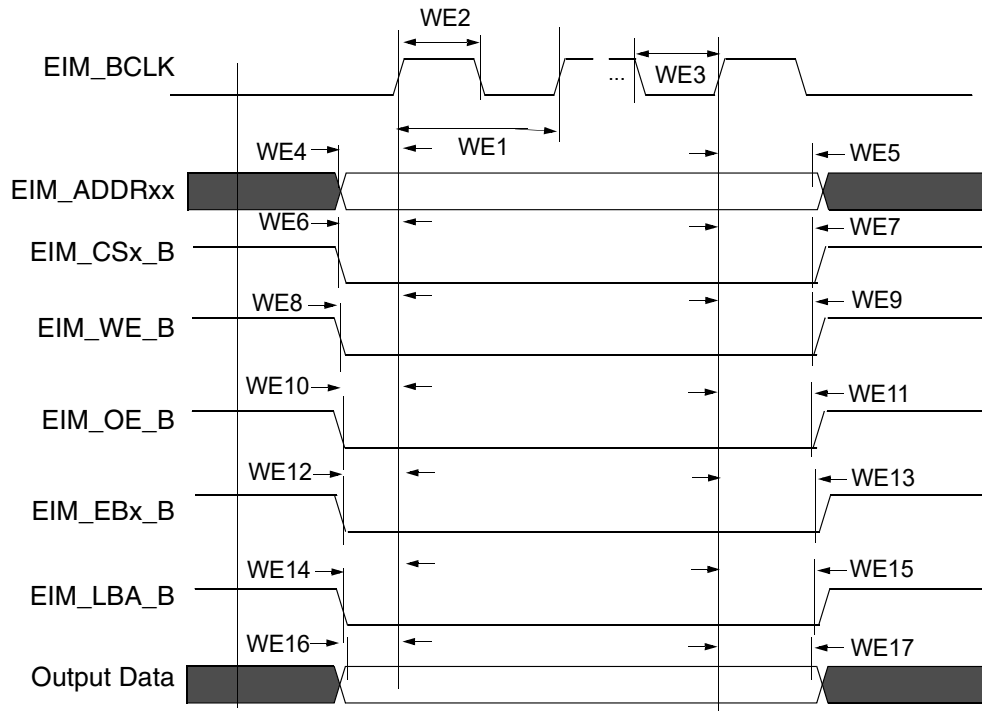 WE2
EIM_BCLK
...
WE3
WE1
WE4
WE5
EIM_ADDRxx
WE6
WE7
EIM_CSx_B
WE8
WE9
EIM_WE_B
WE10
WE11
EIM_OE_B
WE12
WE13
EIM_EBx_B
WE14
WE15
EIM_LBA_B
WE16
WE17
Output Data